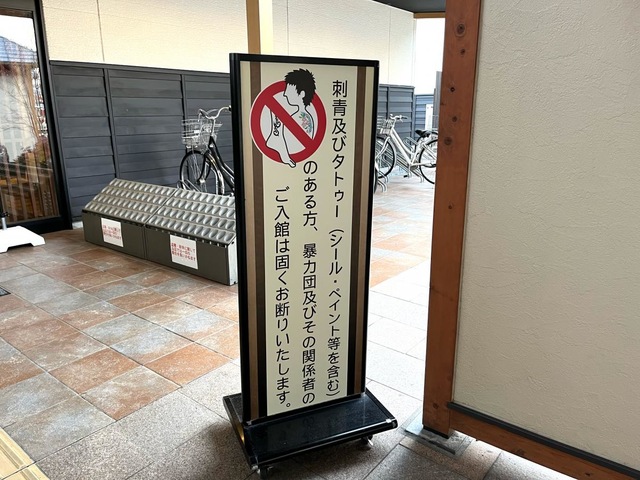 刺青及びタトゥー（シール・ペイント等を含む）
のある方、暴力団及びその関係者の
ご入館は固くお断りいたします。